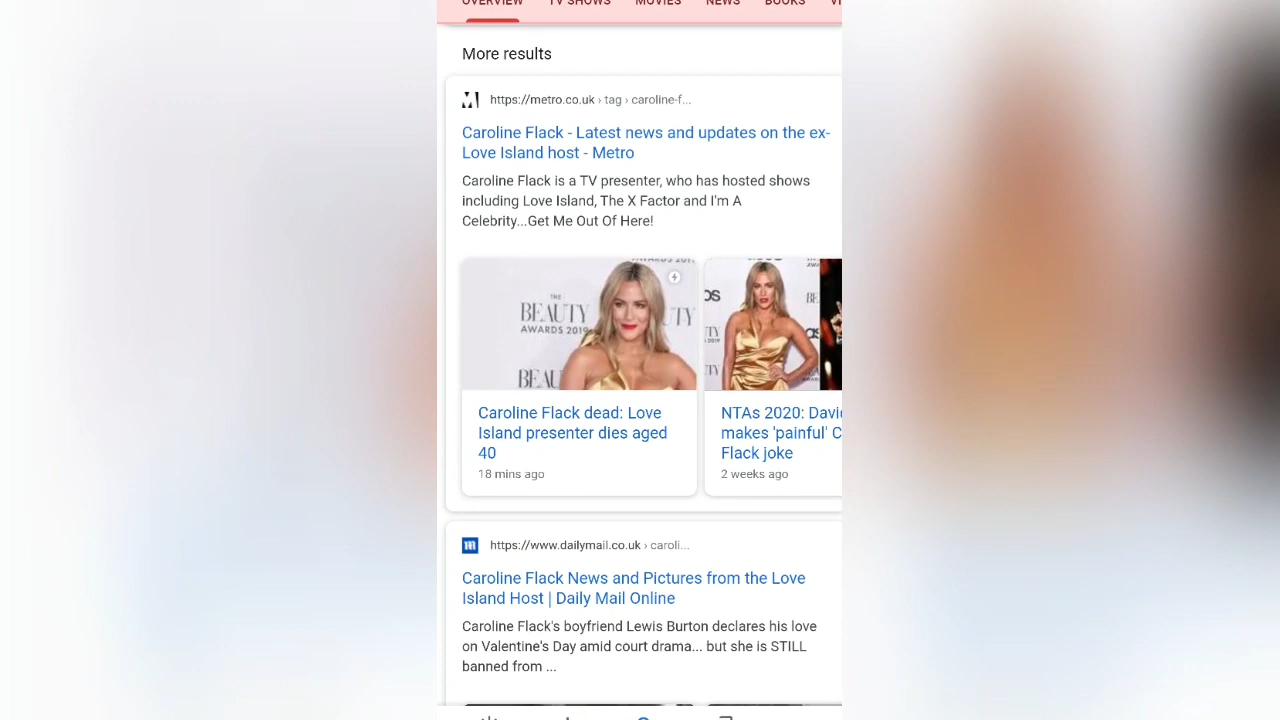 OVERVIEW TV SHOWS MOVIES NEWS BOOKS
More results
https://metro.co.uk › tag › caroline-f...
Caroline Flack - Latest news and updates on the ex-
Love Island host - Metro
Caroline Flack is a TV presenter, who has hosted shows
including Love Island, The X Factor and I'm A
Celebrity...Get Me Out Of Here!
THE
BEAUTY
AWARDS 2019
BEAU
Caroline Flack dead: Love
Island presenter dies aged
40
18 mins ago
NTAs 2020: Davi
makes 'painful' C
Flack joke
2 weeks ago
https://www.dailymail.co.uk › caroli...
Caroline Flack News and Pictures from the Love
Island Host | Daily Mail Online
Caroline Flack's boyfriend Lewis Burton declares his love
on Valentine's Day amid court drama... but she is STILL
banned from ...